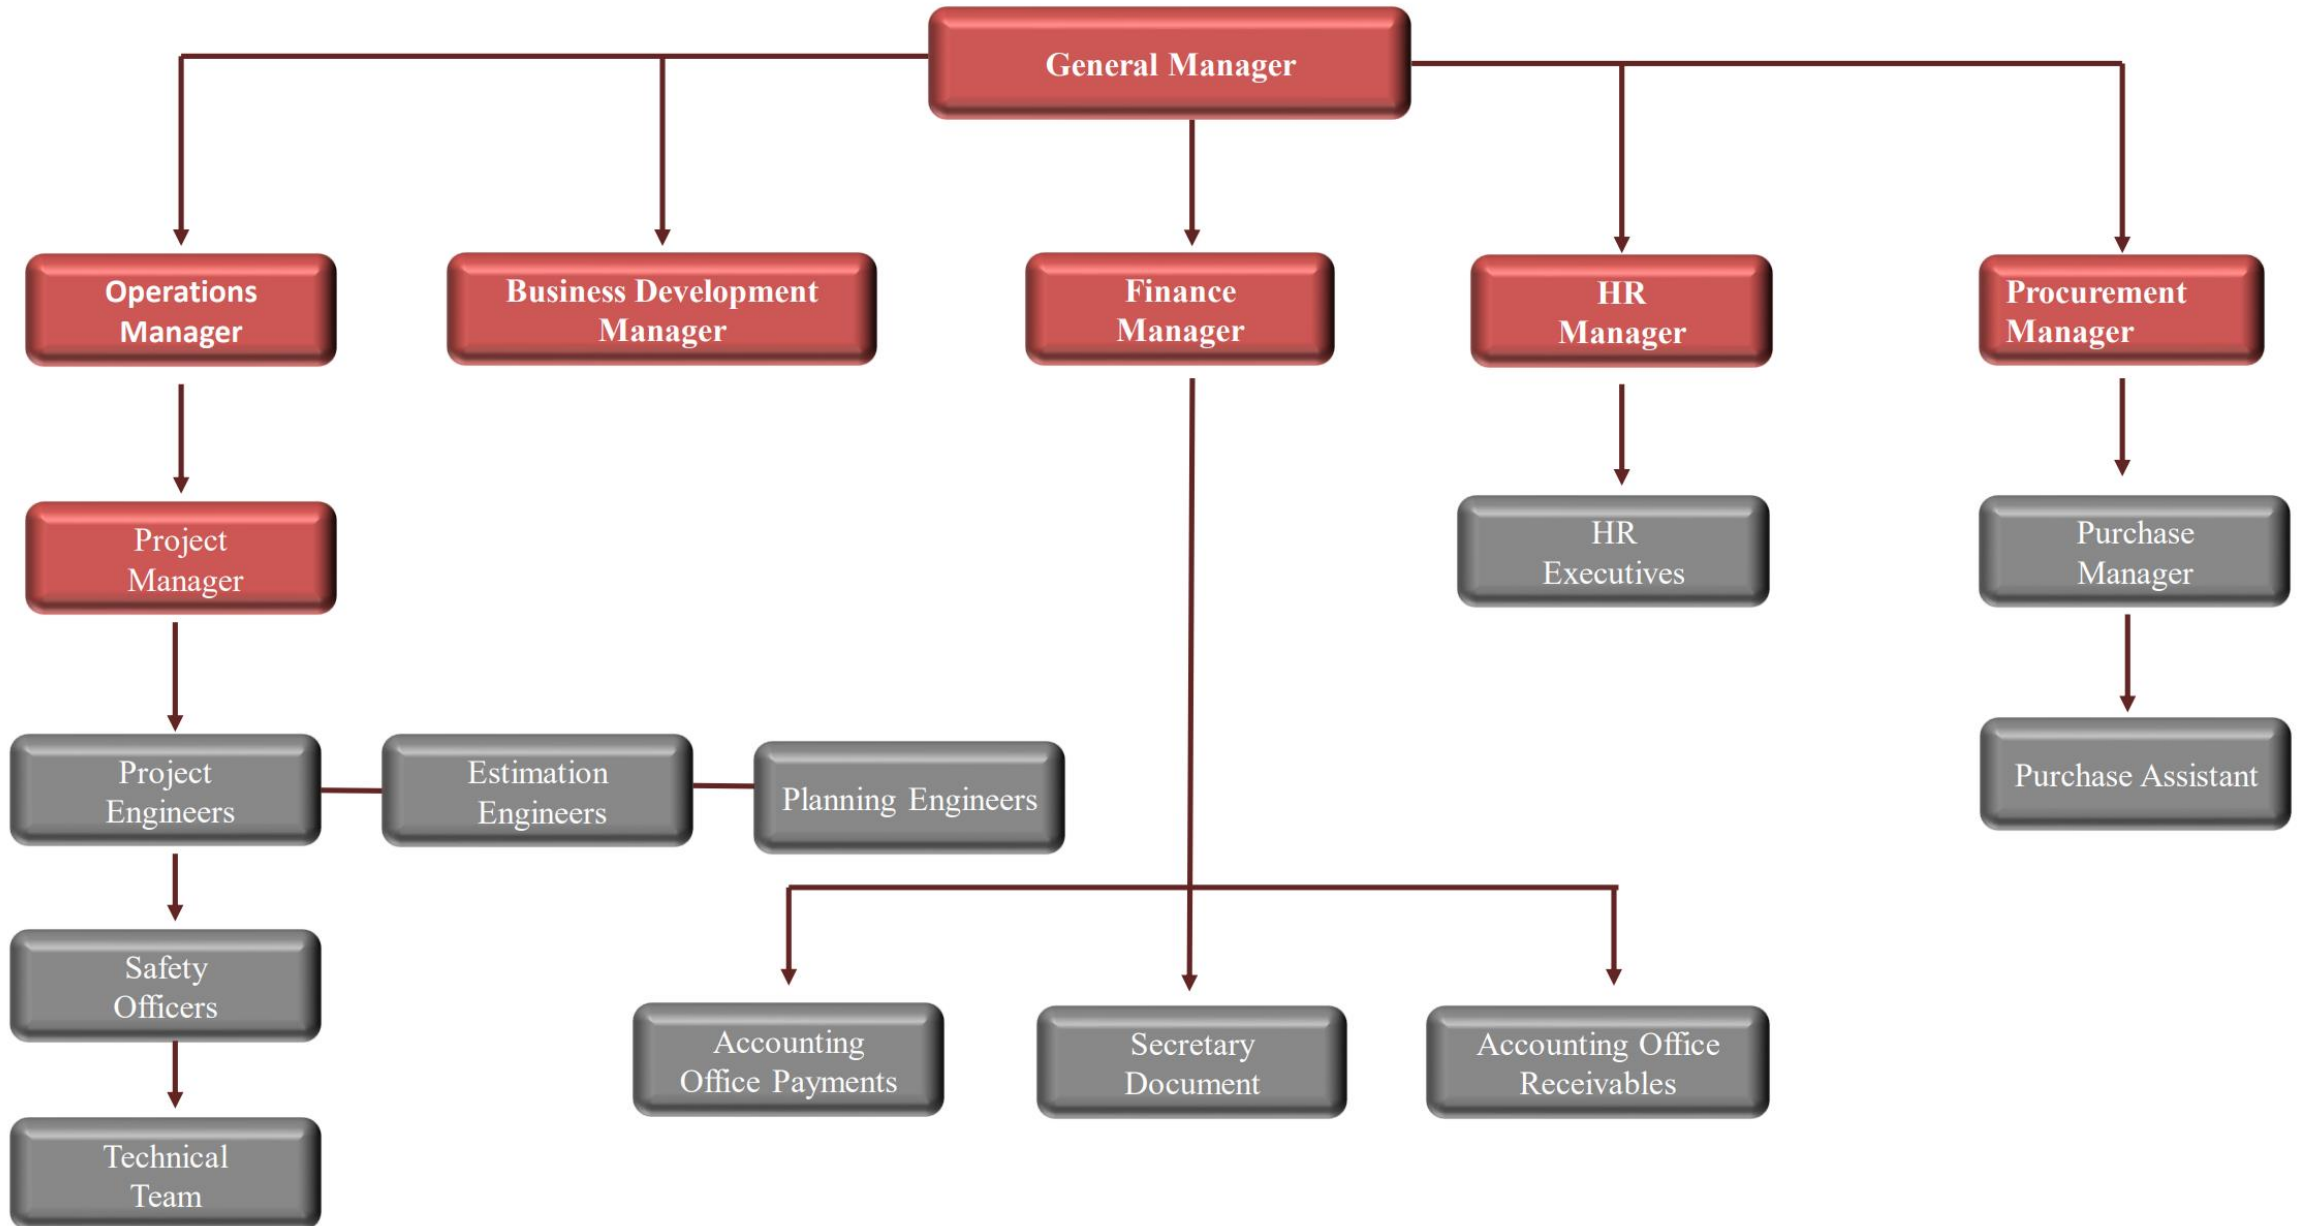 General Manager
Operations
Manager
Business Development
Manager
Finance
Manager
HR
Manager
Procurement
Manager
Project
Manager
HR
Executives
Purchase
Manager
Project
Engineers
Estimation
Engineers
Planning Engineers
Purchase Assistant
Safety
Officers
Accounting
Office Payments
Secretary
Document
Accounting Office
Receivables
Technical
Team